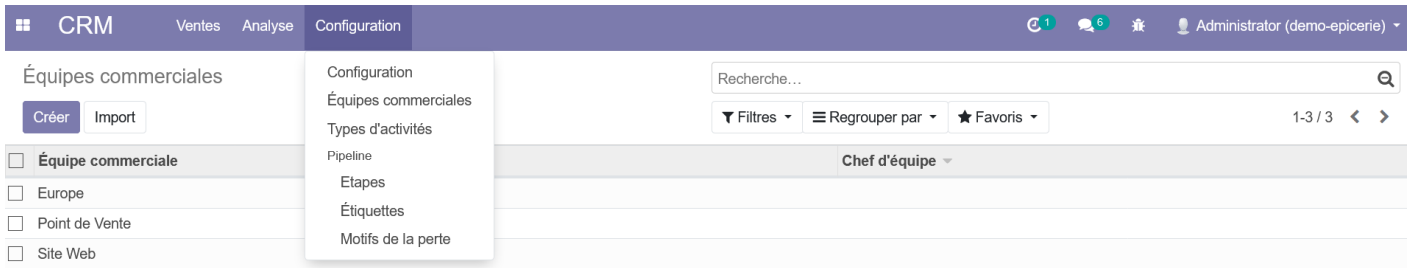 CRM Ventes Analyse Configuration 1 6 Administrator (demo-epicerie)
Équipes commerciales
Recherche...
Créer Import
Filtres Regrouper par Favoris 1-3 / 3
Configuration
Équipes commerciales
Types d'activités
Pipeline
Etapes
Étiquettes
Motifs de la perte
Équipe commerciale Chef d'équipe
Europe
Point de Vente
Site Web